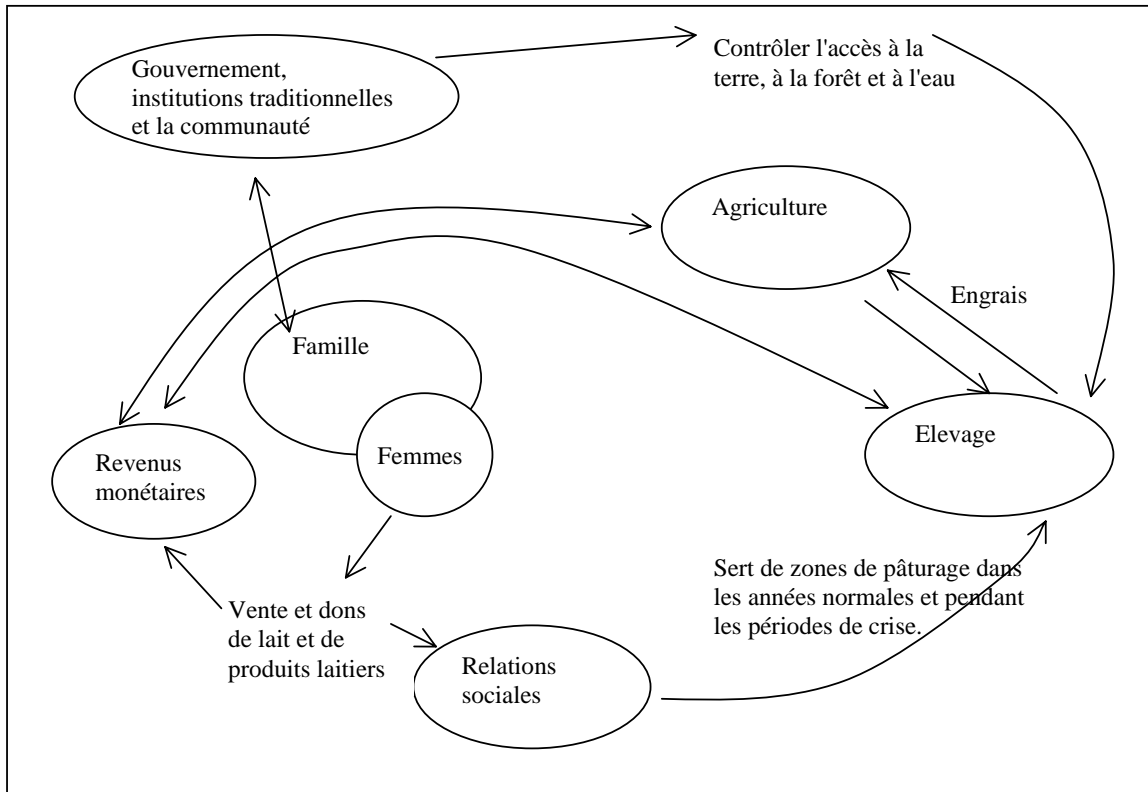 Gouvernement,
institutions traditionnelles
et la communauté
Contrôler l'accès à la
terre, à la forêt et à l'eau
Agriculture
Engrais
Famille
Femmes
Elevage
Revenus
monétaires
Sert de zones de pâturage dans
les années normales et pendant
les périodes de crise.
Vente et dons
de lait et de
produits laitiers
Relations
sociales